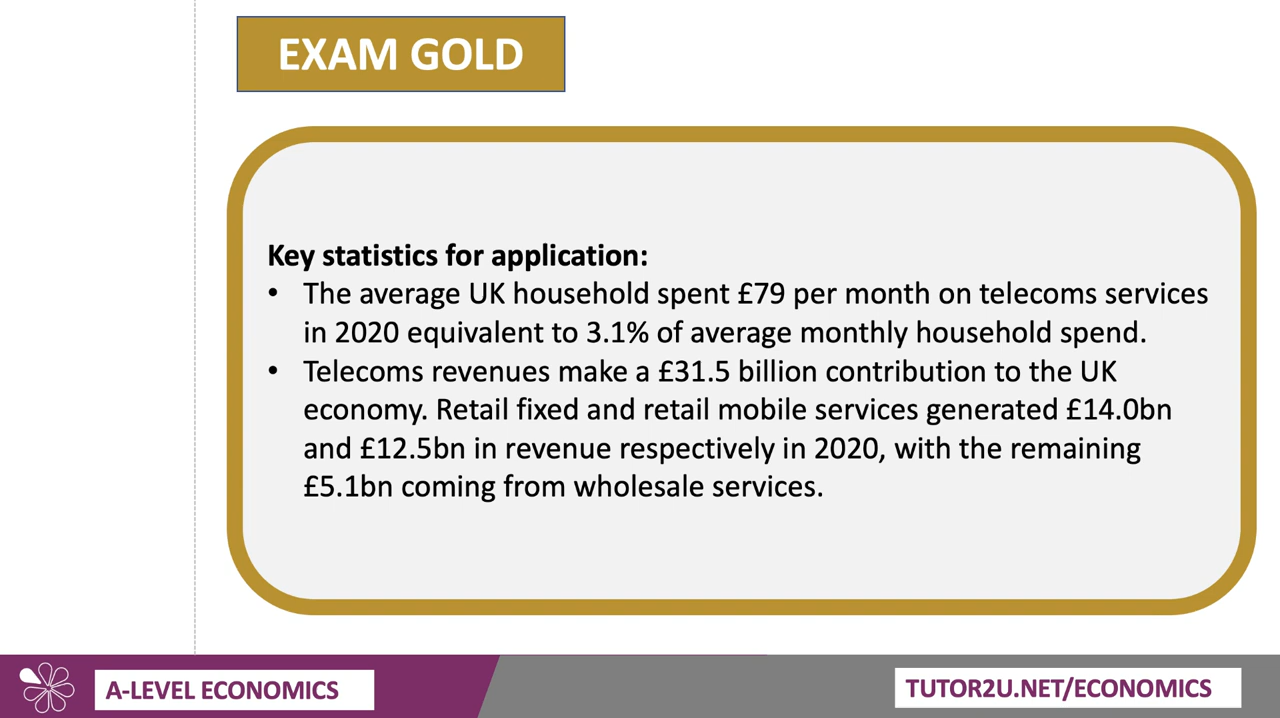 EXAM GOLD
Key statistics for application:
• The average UK household spent £79 per month on telecoms services
in 2020 equivalent to 3.1% of average monthly household spend.
• Telecoms revenues make a £31.5 billion contribution to the UK
economy. Retail fixed and retail mobile services generated £14.0bn
and £12.5bn in revenue respectively in 2020, with the remaining
£5.1bn coming from wholesale services.
A-LEVEL ECONOMICS
TUTOR2U.NET/ECONOMICS